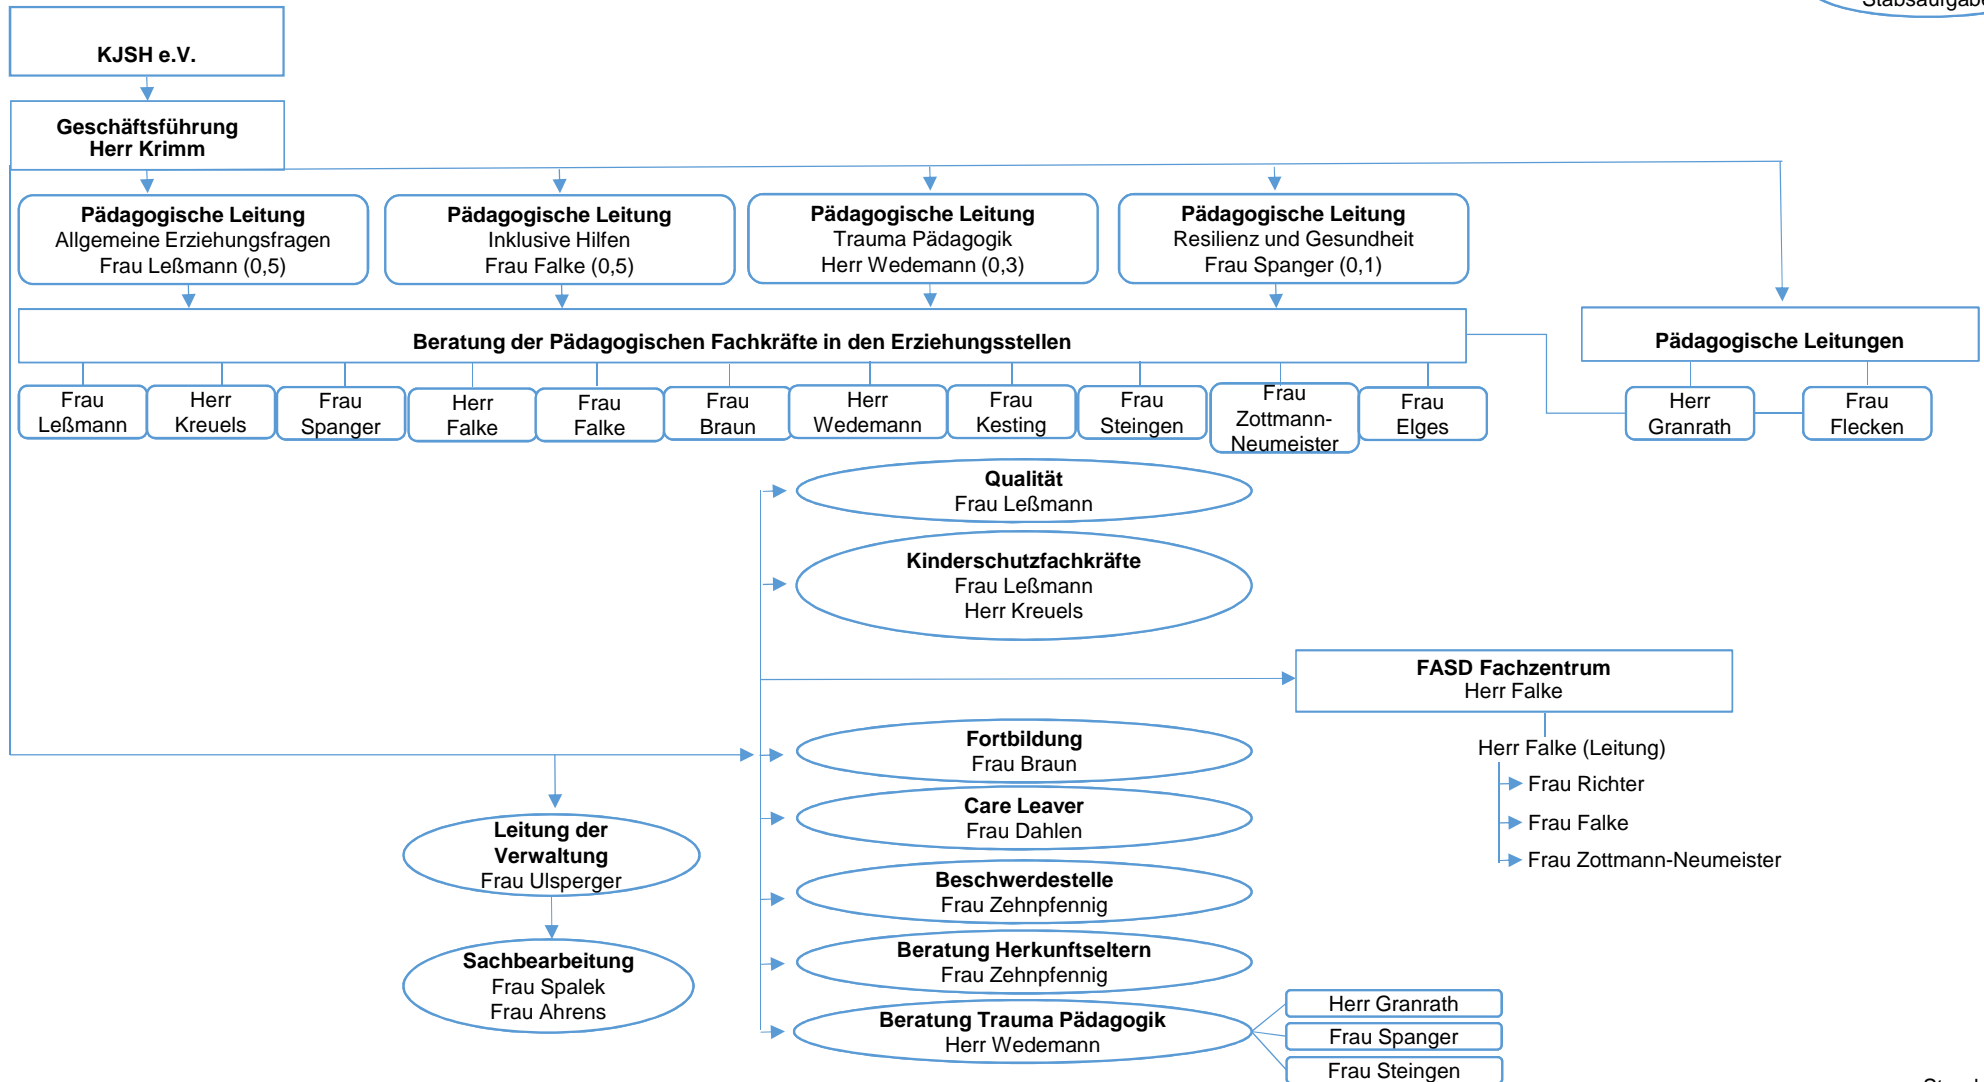 Stabsaufgabe
KJSH e.V.
Geschäftsführung
Herr Krimm
Pädagogische Leitung
Allgemeine Erziehungsfragen
Frau Leßmann (0,5)
Pädagogische Leitung
Inklusive Hilfen
Frau Falke (0,5)
Pädagogische Leitung
Trauma Pädagogik
Herr Wedemann (0,3)
Pädagogische Leitung
Resilienz und Gesundheit
Frau Spanger (0,1)
Beratung der Pädagogischen Fachkräfte in den Erziehungsstellen
Pädagogische Leitungen
Frau
Leßmann
Herr
Kreuels
Frau
Spanger
Herr
Falke
Frau
Falke
Frau
Braun
Herr
Wedemann
Frau
Kesting
Frau
Steingen
Frau
Zottmann-
Neumeister
Frau
Elges
Herr
Granrath
Frau
Flecken
Qualität
Frau Leßmann
Kinderschutzfachkräfte
Frau Leßmann
Herr Kreuels
FASD Fachzentrum
Herr Falke
Herr Falke (Leitung)
Frau Richter
Frau Falke
Frau Zottmann-Neumeister
Fortbildung
Frau Braun
Care Leaver
Frau Dahlen
Beschwerdestelle
Frau Zehnpfennig
Beratung Herkunftseltern
Frau Zehnpfennig
Beratung Trauma Pädagogik
Herr Wedemann
Herr Granrath
Frau Spanger
Frau Steingen
Leitung der
Verwaltung
Frau Ulsperger
Sachbearbeitung
Frau Spalek
Frau Ahrens